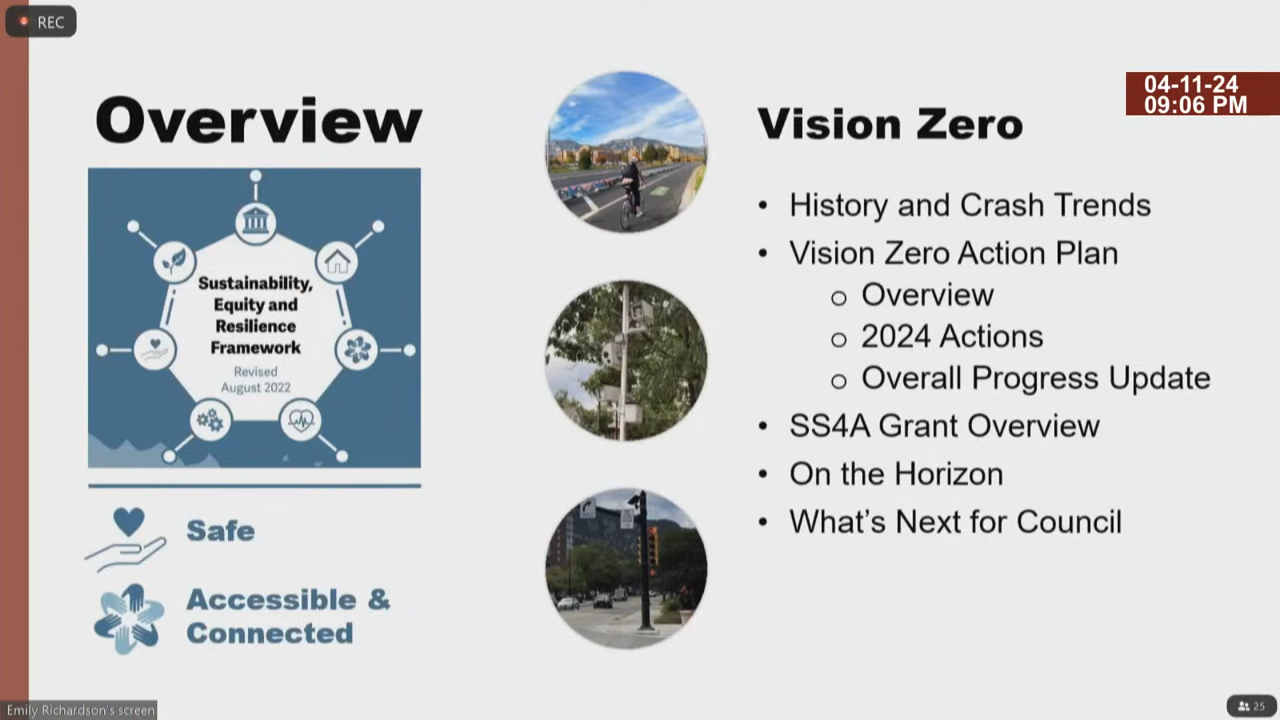 REC
04-11-24
09:06 PM
Overview
Sustainability,
Equity and
Resilience
Framework
Revised
August 2022
Safe
Accessible &
Connected
Vision Zero
• History and Crash Trends
• Vision Zero Action Plan
o Overview
o 2024 Actions
o Overall Progress Update
• SS4A Grant Overview
• On the Horizon
• What's Next for Council
Emily Richardson's screen
25